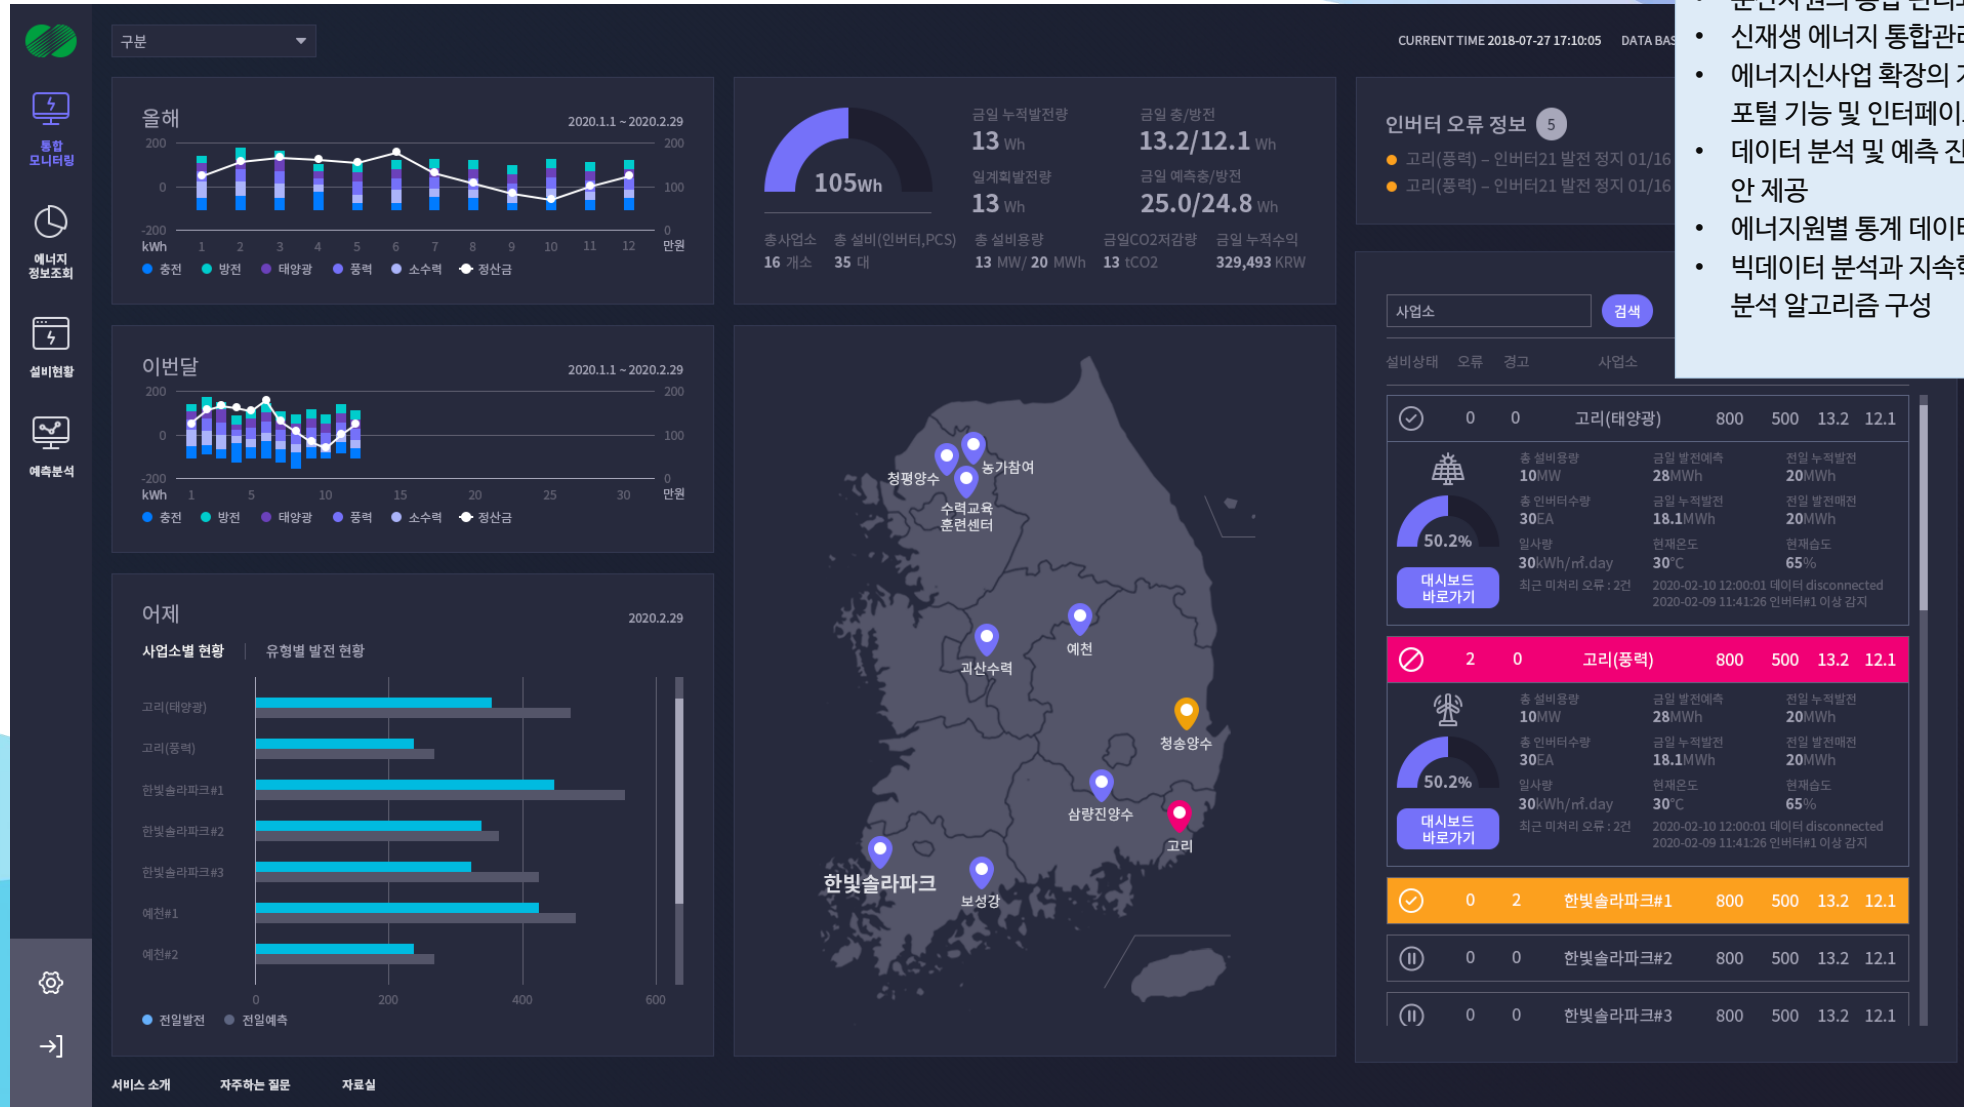 구분
CURRENT TIME 2018-07-27 17:10:05 DATA BAS
통합
모니터링
에너지
정보조회
설비현황
예측분석
올해
2020.1.1 ~ 2020.2.29
200 200
0 100
-200 0
kWh 1 2 3 4 5 6 7 8 9 10 11 12 만원
충전 방전 태양광 풍력 소수력 정산금
이번달
2020.1.1 ~ 2020.2.29
200 200
0 100
-200 0
kWh 1 5 10 15 20 25 30 만원
충전 방전 태양광 풍력 소수력 정산금
어제
2020.2.29
사업소별 현황 유형별 발전 현황
고리(태양광)
고리(풍력)
한빛솔라파크#1
한빛솔라파크#2
한빛솔라파크#3
예천#1
예천#2
0 200 400 600
전일발전 전일예측
서비스 소개 자주하는 질문 자료실
105Wh
금일 누적발전량 금일 충/방전
13 Wh 13.2/12.1 Wh
일계획발전량 금일 예측충/방전
13 Wh 25.0/24.8 Wh
총사업소 총 설비(인버터,PCS) 총 설비용량 금일CO2저감량 금일 누적수익
16 개소 35 대 13 MW/ 20 MWh 13 tCO2 329,493 KRW
청평양수
농가참여
수력교육
훈련센터
예천
괴산수력
청송양수
삼량진양수
고리
한빛솔라파크
보성강
인버터 오류 정보 5
고리(풍력) – 인버터21 발전 정지 01/16
고리(풍력) – 인버터21 발전 정지 01/16
사업소 검색
설비상태 오류 경고 사업소
0 0 고리(태양광) 800 500 13.2 12.1
총 설비용량 금일 발전예측 전일 누적발전
10MW 28MWh 20MWh
총 인버터수량 금일 누적발전 전일 발전매전
30EA 18.1MWh 20MWh
50.2%
일사량 현재온도 현재습도
30kWh/㎡.day 30℃ 65%
대시보드
바로가기
최근 미처리 오류 : 2건 2020-02-10 12:00:01 데이터 disconnected
2020-02-09 11:41:26 인버터#1 이상 감지
2 0 고리(풍력) 800 500 13.2 12.1
총 설비용량 금일 발전예측 전일 누적발전
10MW 28MWh 20MWh
총 인버터수량 금일 누적발전 전일 발전매전
30EA 18.1MWh 20MWh
50.2%
일사량 현재온도 현재습도
30kWh/㎡.day 30℃ 65%
대시보드
바로가기
최근 미처리 오류 : 2건 2020-02-10 12:00:01 데이터 disconnected
2020-02-09 11:41:26 인버터#1 이상 감지
0 2 한빛솔라파크#1 800 500 13.2 12.1
0 0 한빛솔라파크#2 800 500 13.2 12.1
0 0 한빛솔라파크#3 800 500 13.2 12.1
• 신재생 에너지 통합관리
• 에너지신사업 확장의
포털 기능 및 인터페이스
• 데이터 분석 및 예측 진
안 제공
• 에너지원별 통계 데이터
• 빅데이터 분석과
분석 알고리즘 구성